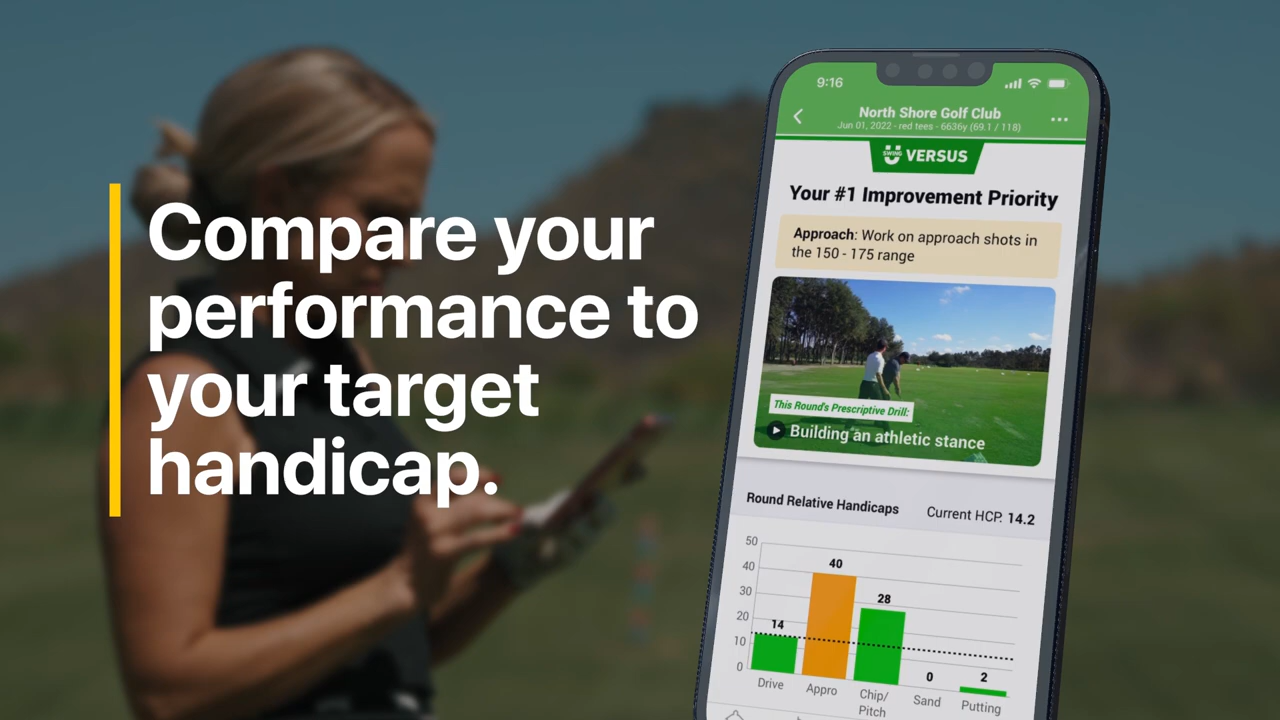 Compare your
performance to
your target
handicap.
9:16
North Shore Golf Club
Jun 01, 2022 - red tees - 6636y (69.1 / 118)
SWING U VERSUS
Your #1 Improvement Priority
Approach: Work on approach shots in
the 150 - 175 range
This Round's Prescriptive Drill:
Building an athletic stance
Round Relative Handicaps
Current HCP: 14.2
50
40
30
20
10
0
14
40
28
0
2
Drive
Appro
Chip/
Pitch
Sand
Putting